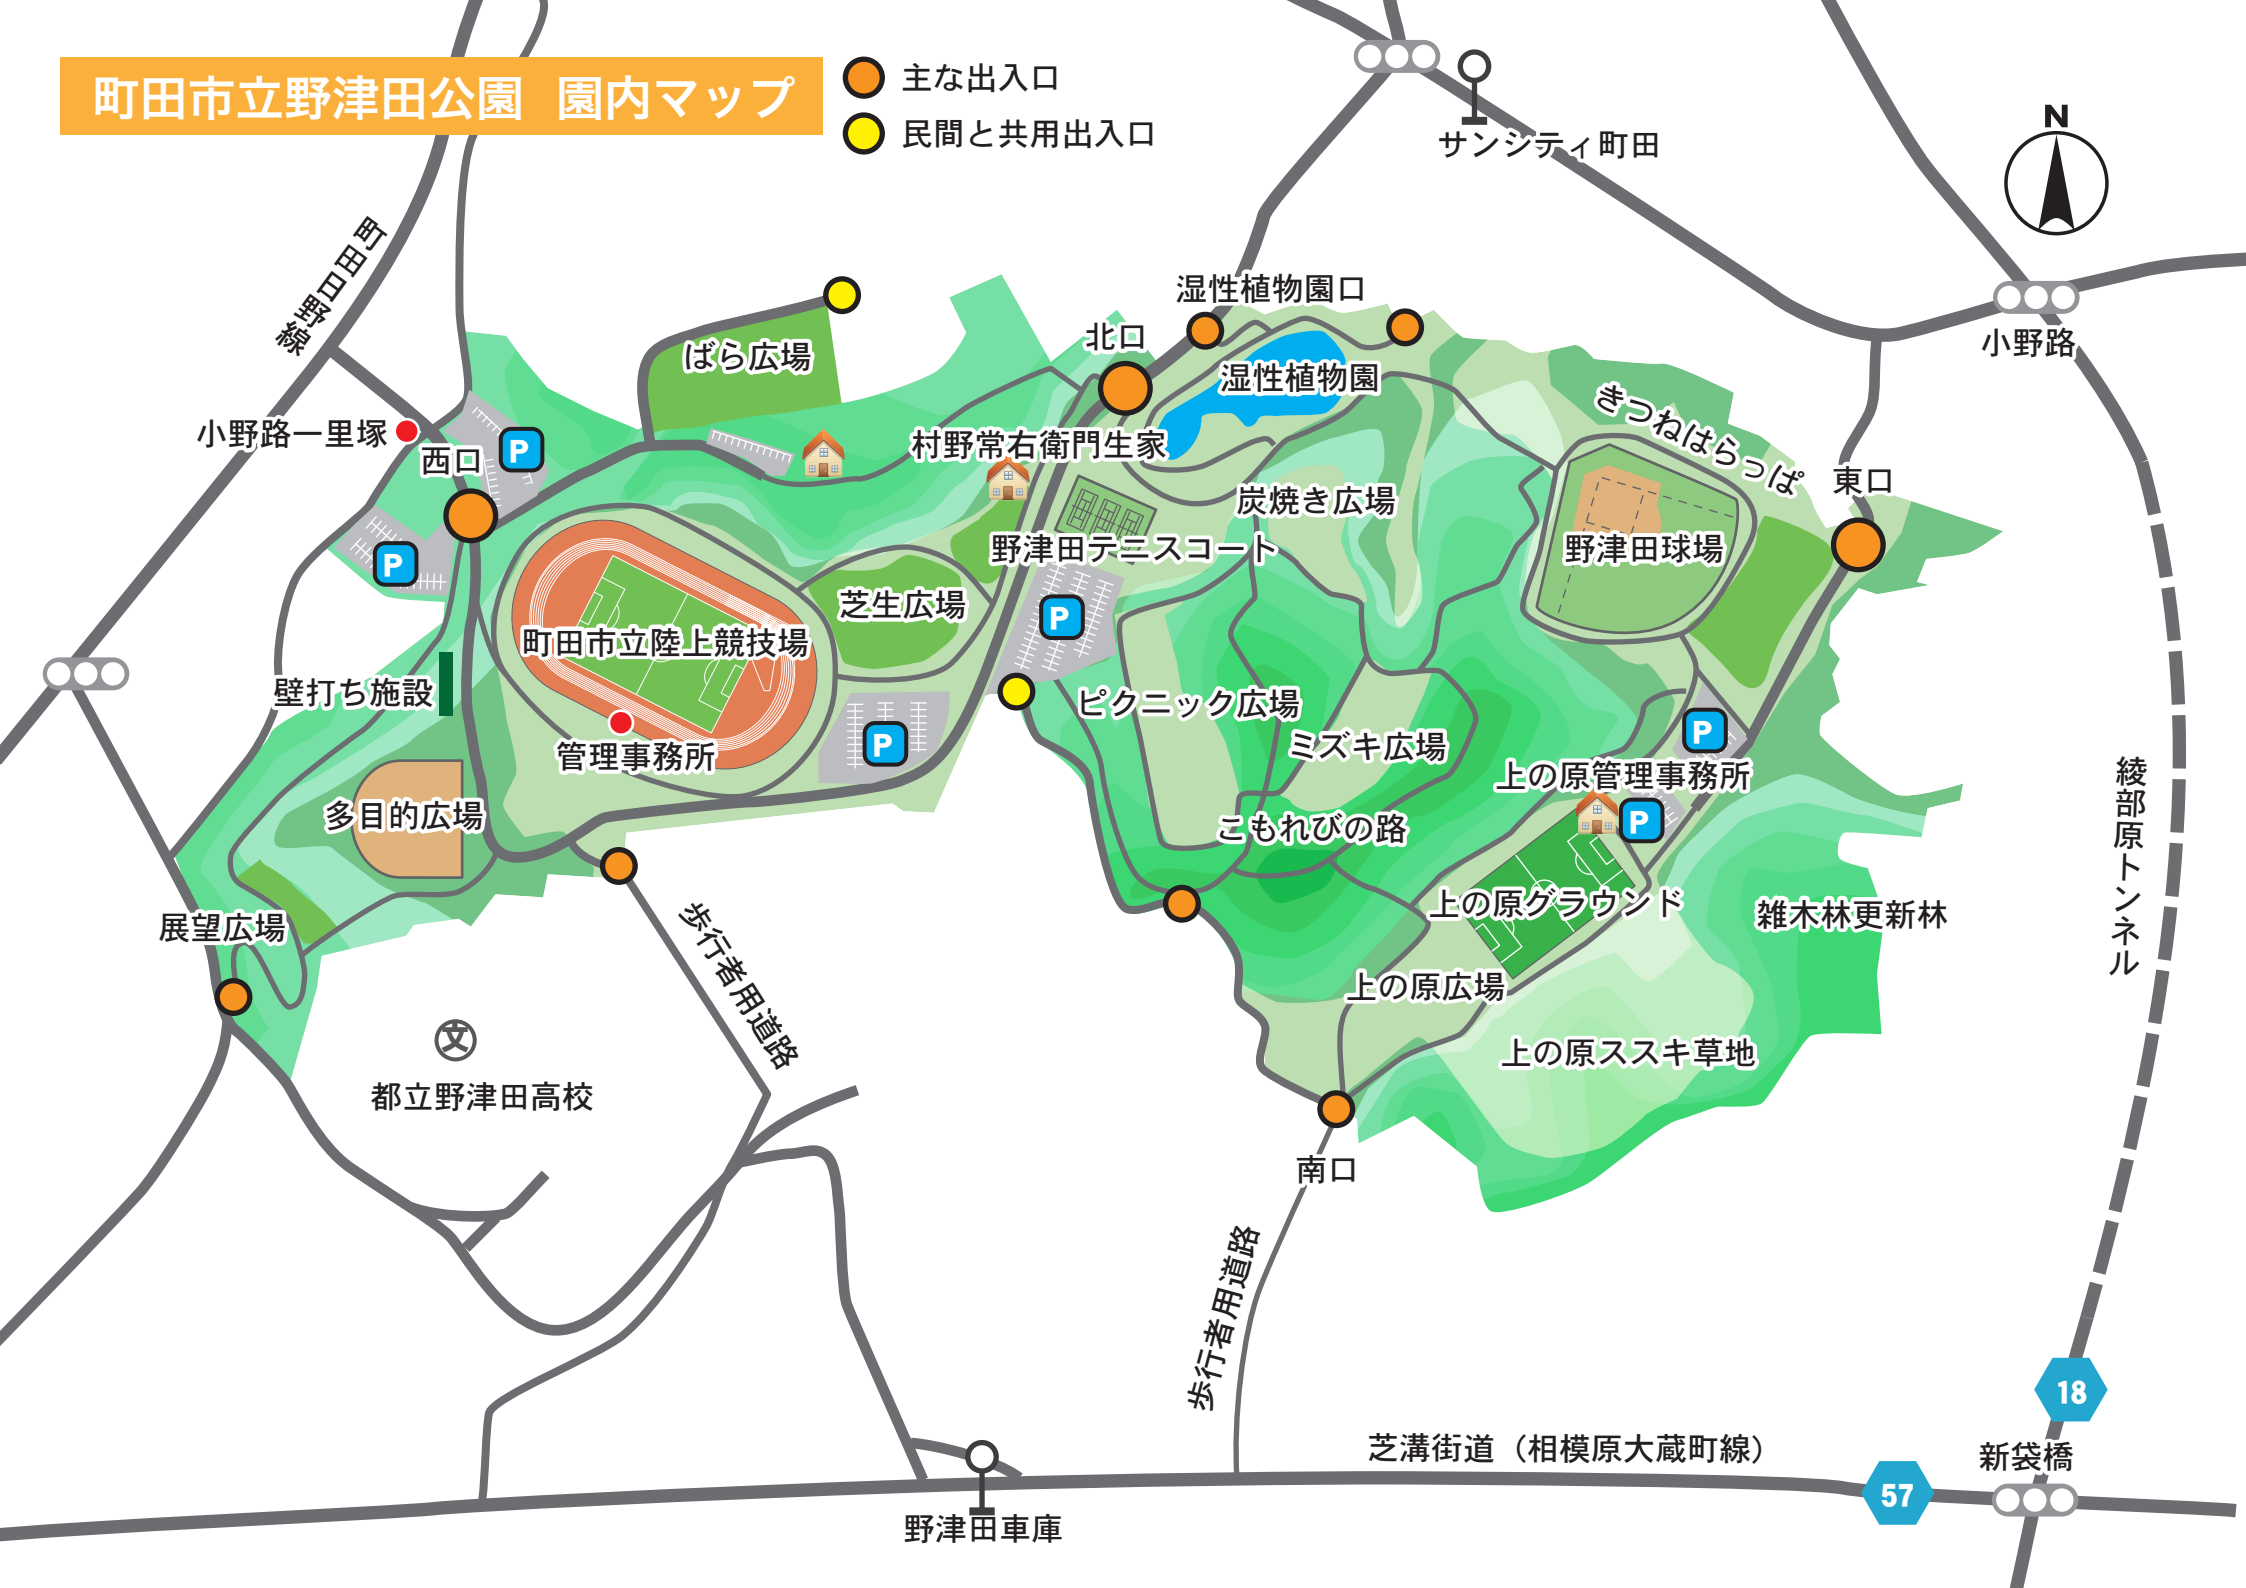 町田市立野津田公園 園内マップ
主な出入口
民間と共用出入口
サンシティ町田
N
町田日野線
湿性植物園口
北口
小野路
ばら広場
湿性植物園
きつねはらっぱ
小野路一里塚
西口
P
村野常右衛門生家
東口
炭焼き広場
野津田テニスコート
野津田球場
P
芝生広場
P
町田市立陸上競技場
壁打ち施設
ピクニック広場
P
管理事務所
P
ミズキ広場
上の原管理事務所
綾部原トンネル
多目的広場
こもれびの路
P
上の原グラウンド
雑木林更新林
展望広場
歩行者用道路
上の原広場
文
上の原ススキ草地
都立野津田高校
南口
歩行者用道路
18
芝溝街道（相模原大蔵町線）
新袋橋
57
野津田車庫